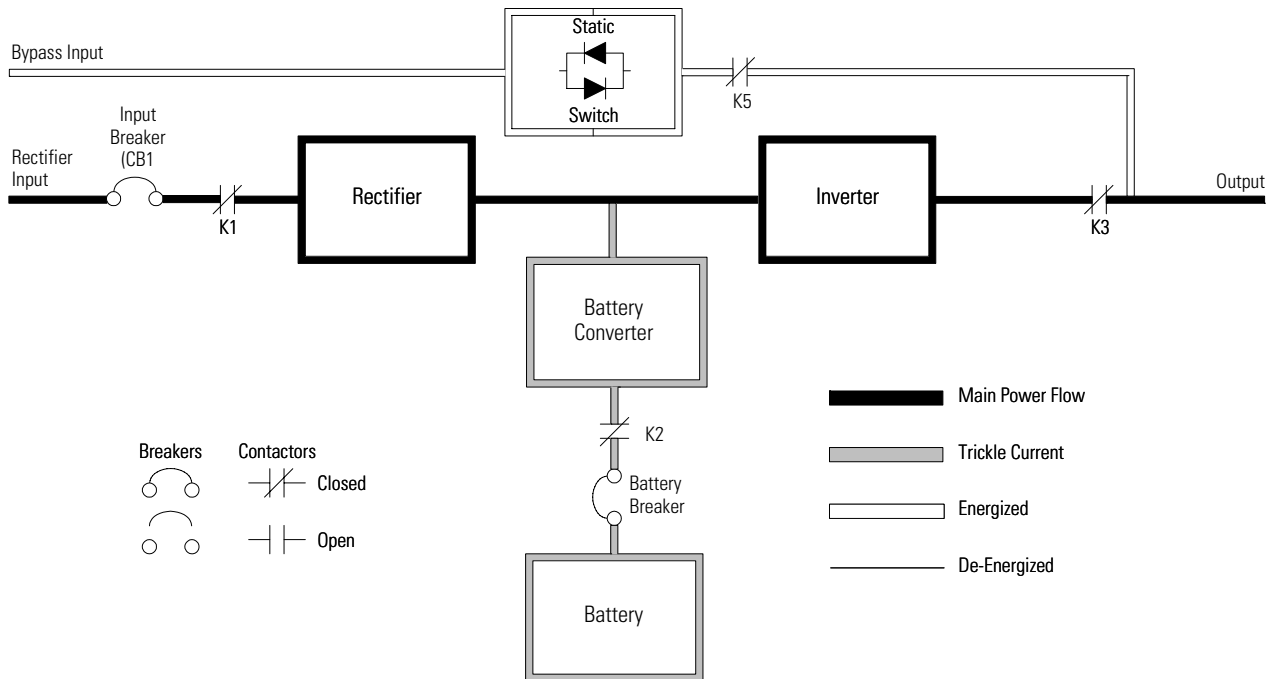 Static
Switch
Bypass Input
K5
Input
Breaker
(CB1
Rectifier
Input
K1
Rectifier
Inverter
K3
Output
Battery
Converter
K2
Battery
Breaker
Battery
Breakers
Contactors
Closed
Open
Main Power Flow
Trickle Current
Energized
De-Energized